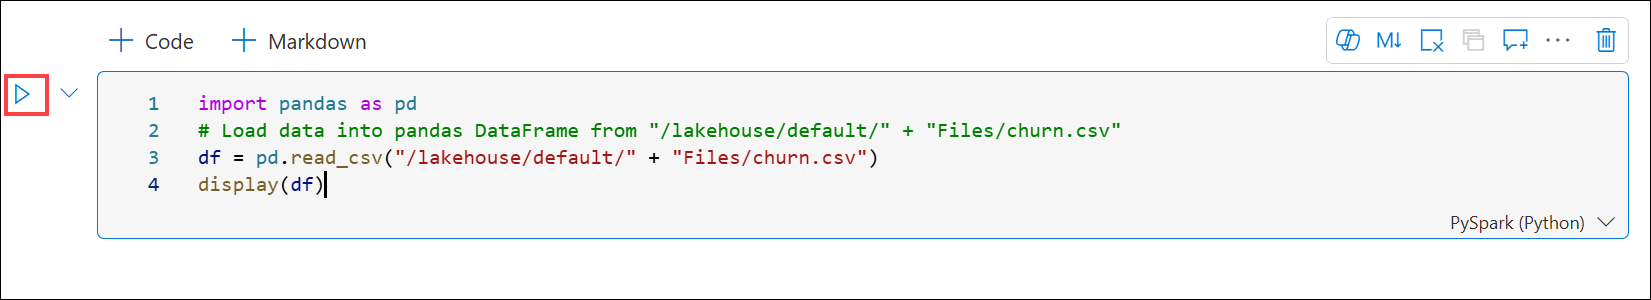 Code Markdown M↓ ···
1 import pandas as pd
2 # Load data into pandas DataFrame from "/lakehouse/default/" + "Files/churn.csv"
3 df = pd.read_csv("/lakehouse/default/" + "Files/churn.csv")
4 display(df)
PySpark (Python)